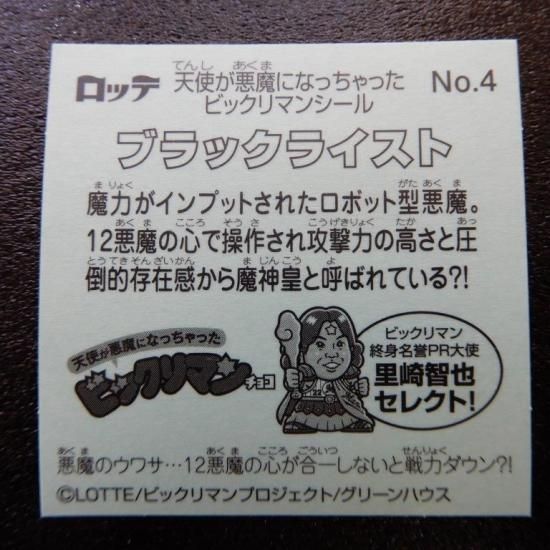 ロッテ
てんし あくま
天使が悪魔になっちゃった
ビックリマンシール
No.4
ブラックライスト
まりょく がた あくま
魔力がインプットされたロボット型悪魔。
あくま こころ そうさ こうげきりょく たか あっ
12悪魔の心で操作され攻撃力の高さと圧
とうてきそんざいかん ま じんこう よ
倒的存在感から魔神皇と呼ばれている?!
天使が悪魔になっちゃった
ビックリマン
チョコ
ビックリマン
終身名誉PR大使
里崎智也
セレクト!
あくま あくま こころ ごういつ せんりょく
悪魔のウワサ…12悪魔の心が合一しないと戦力ダウン?!
©LOTTE/ビックリマンプロジェクト/グリーンハウス